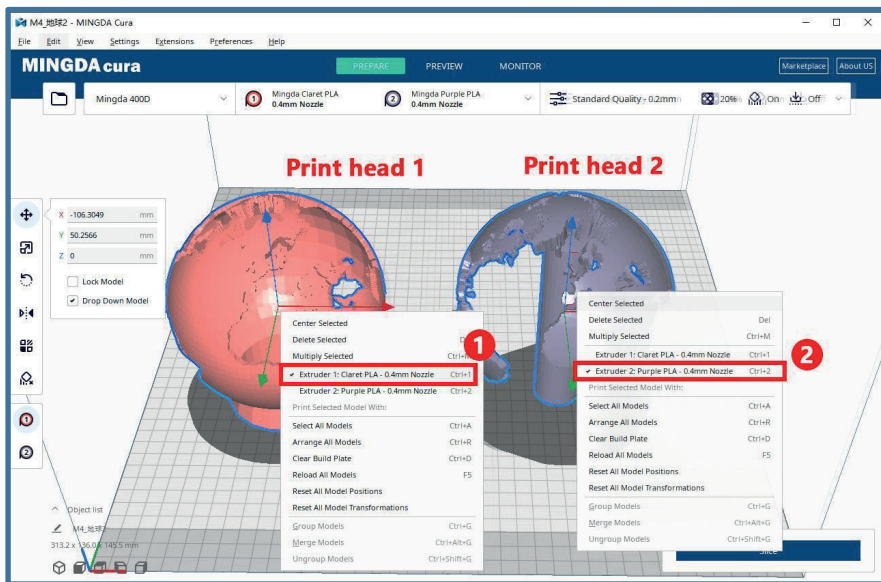 M4_地球2 - MINGDA Cura
File Edit View Settings Extensions Preferences Help
MINGDA cura
PREPARE PREVIEW MONITOR
Marketplace About US
Mingda 400D
1 Mingda Claret PLA
0.4mm Nozzle
2 Mingda Purple PLA
0.4mm Nozzle
Standard Quality - 0.2mm
20% On Off
Print head 1
Print head 2
X -106.3049 mm
Y 50.2566 mm
Z 0 mm
Lock Model
Drop Down Model
1
2
Center Selected
Delete Selected D
Multiply Selected Ctrl+M
Extruder 1: Claret PLA - 0.4mm Nozzle Ctrl+1
Extruder 2: Purple PLA - 0.4mm Nozzle Ctrl+2
Print Selected Model With:
Select All Models Ctrl+A
Arrange All Models Ctrl+R
Clear Build Plate Ctrl+D
Reload All Models F5
Reset All Model Positions
Reset All Model Transformations
Group Models Ctrl+G
Merge Models Ctrl+Alt+G
Ungroup Models Ctrl+Shift+G
1
Center Selected
Delete Selected Del
Multiply Selected Ctrl+M
Extruder 1: Claret PLA - 0.4mm Nozzle Ctrl+1
Extruder 2: Purple PLA - 0.4mm Nozzle Ctrl+2
Print Selected Model With:
Select All Models Ctrl+A
Arrange All Models Ctrl+R
Clear Build Plate Ctrl+D
Reload All Models F5
Reset All Model Positions
Reset All Model Transformations
Group Models Ctrl+G
Merge Models Ctrl+Alt+G
Ungroup Models Ctrl+Shift+G
2
Object list
M4_地球2
313.2 x 136.0 x 145.5 mm
Slice